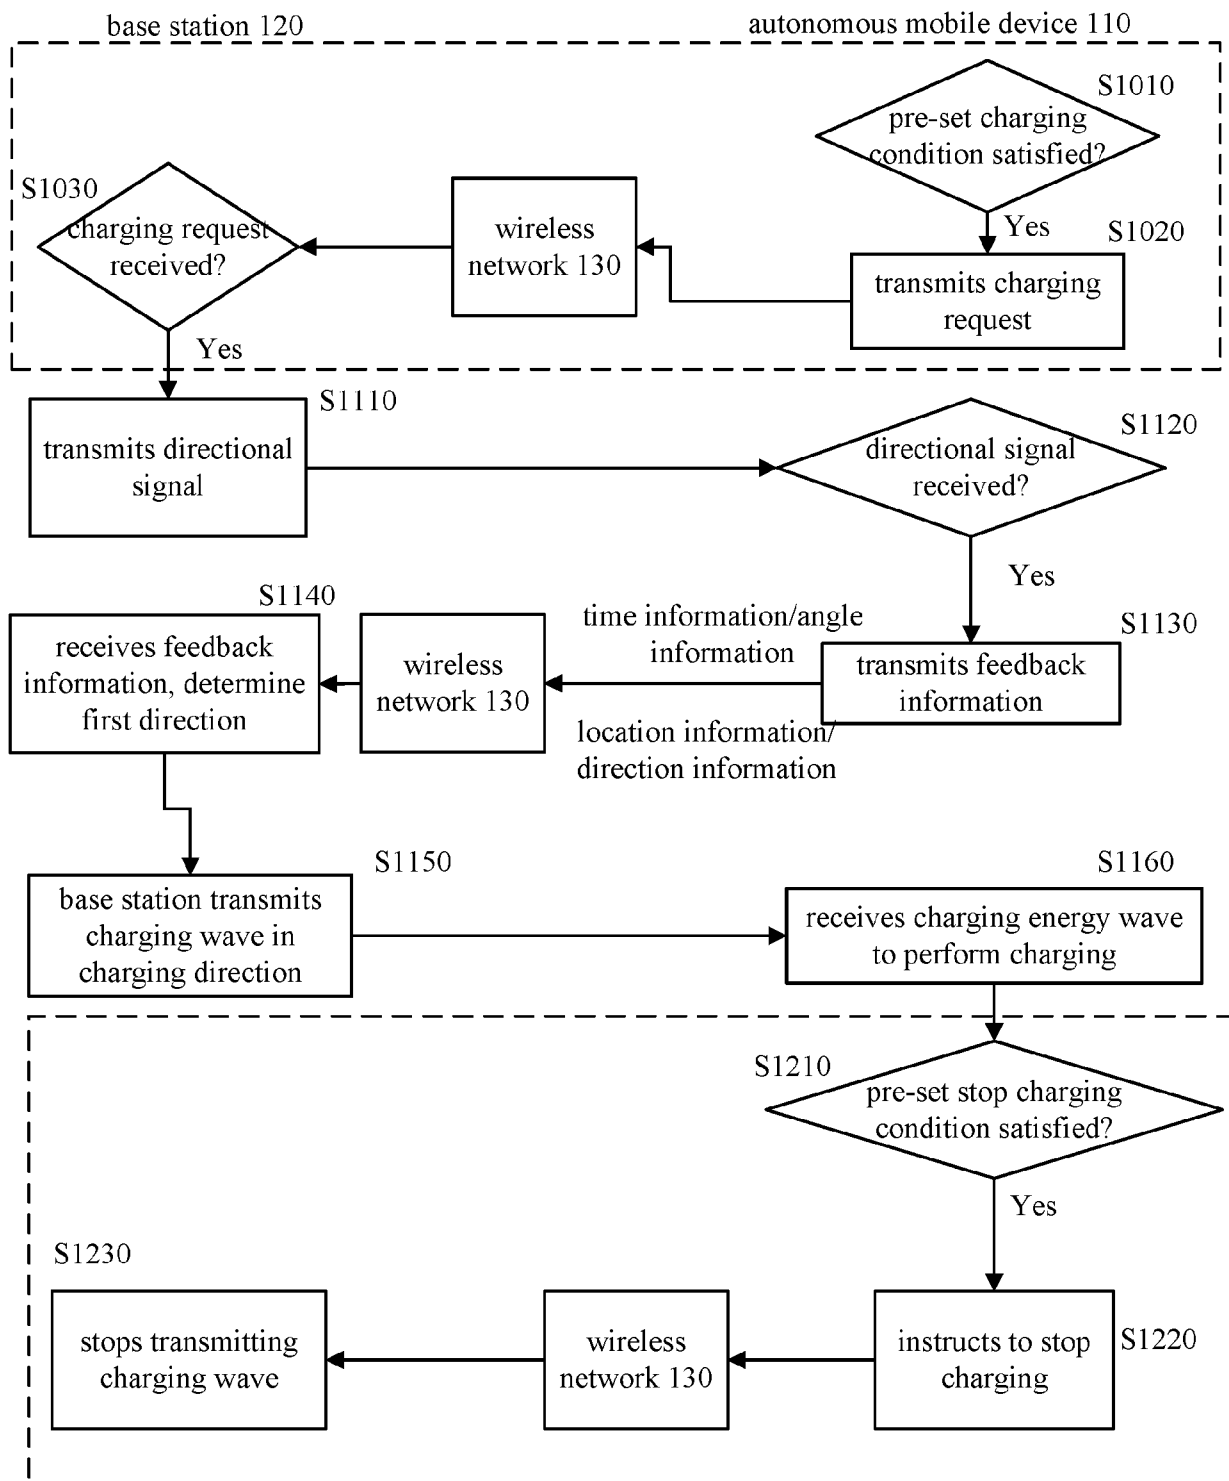 base station 120
autonomous mobile device 110
S1010
pre-set charging
condition satisfied?
Yes
S1020
transmits charging
request
wireless
network 130
S1030
charging request
received?
Yes
S1110
transmits directional
signal
S1120
directional signal
received?
Yes
S1130
transmits feedback
information
time information/angle
information
location information/
direction information
wireless
network 130
S1140
receives feedback
information, determine
first direction
S1150
base station transmits
charging wave in
charging direction
S1160
receives charging energy wave
to perform charging
S1210
pre-set stop charging
condition satisfied?
Yes
S1220
instructs to stop
charging
wireless
network 130
S1230
stops transmitting
charging wave